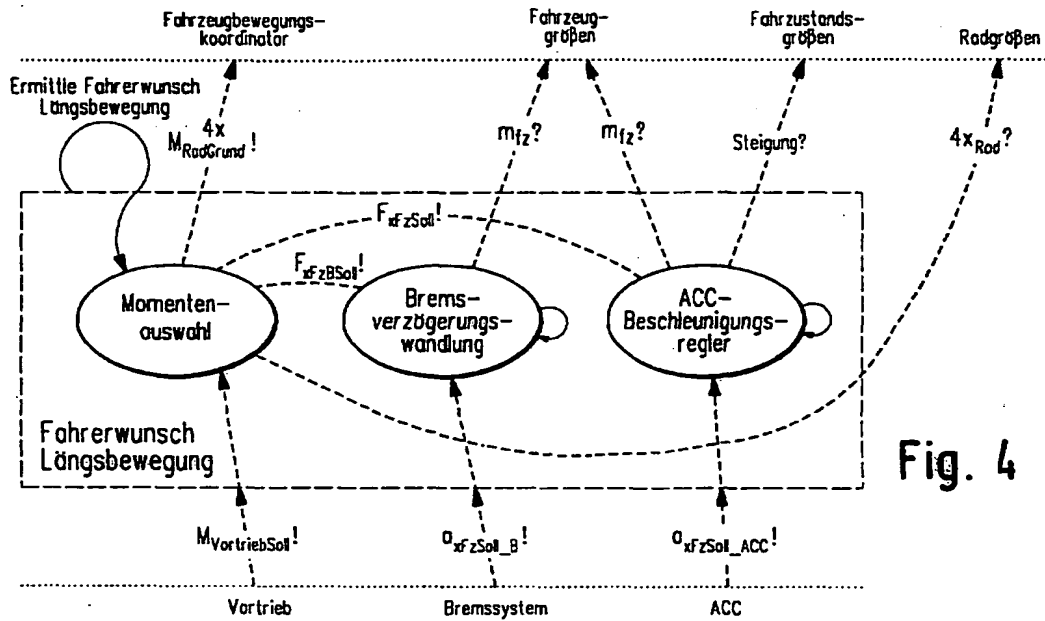 Fahrzeugbewegungs-
koordinator
Fahrzeug-
größen
Fahrzustands-
größen
Radgrößen
Ermittle Fahrerwunsch
Längsbewegung
4x
M_RadGrund !
m_fz?
m_fz?
Steigung?
4x_Rad?
F_xFzSoll!
F_xFzBSoll!
Momenten-
auswahl
Brems-
verzögerungs-
wandlung
ACC-
Beschleunigungs-
regler
Fahrerwunsch
Längsbewegung
Fig. 4
M_VortriebSoll!
a_xFzSoll_B!
a_xFzSoll_ACC!
Vortrieb
Bremssystem
ACC